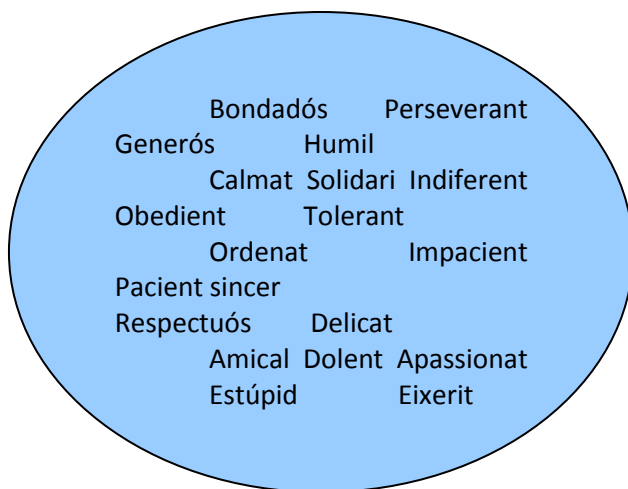 Bondadós Perseverant
Generós Humil
Calmat Solidari Indiferent
Obedient Tolerant
Ordenat Impacient
Pacient sincer
Respectuós Delicat
Amical Dolent Apassionat
Estúpid Eixerit